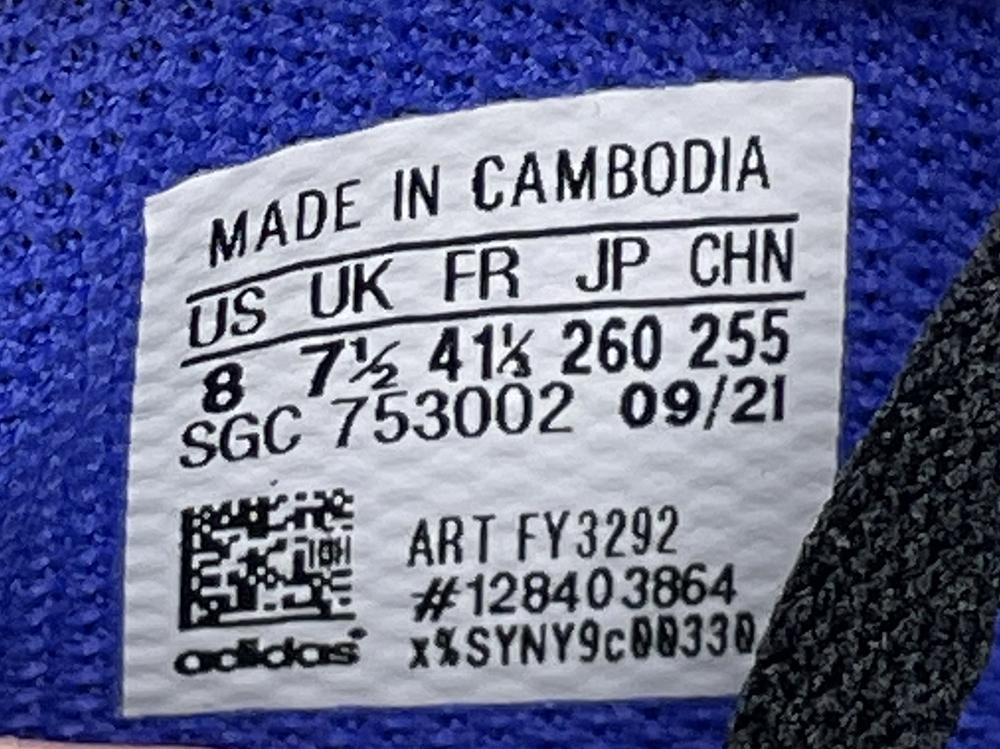 MADE IN CAMBODIA
US UK FR JP CHN
8 7½ 41⅓ 260 255
SGC 753002 09/21
ART FY3292
#128403864
adidas x%SYNY9c00330